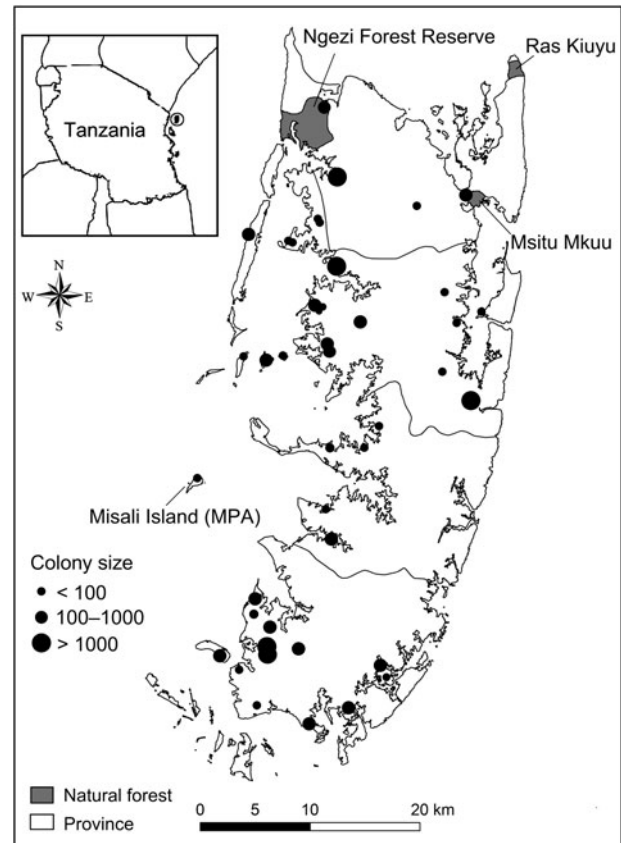 Ngezi Forest Reserve
Ras Kiuyu
Tanzania
Msitu Mkuu
N
W E
S
Misali Island (MPA)
Colony size
< 100
100–1000
> 1000
Natural forest
Province
0 5 10 20 km